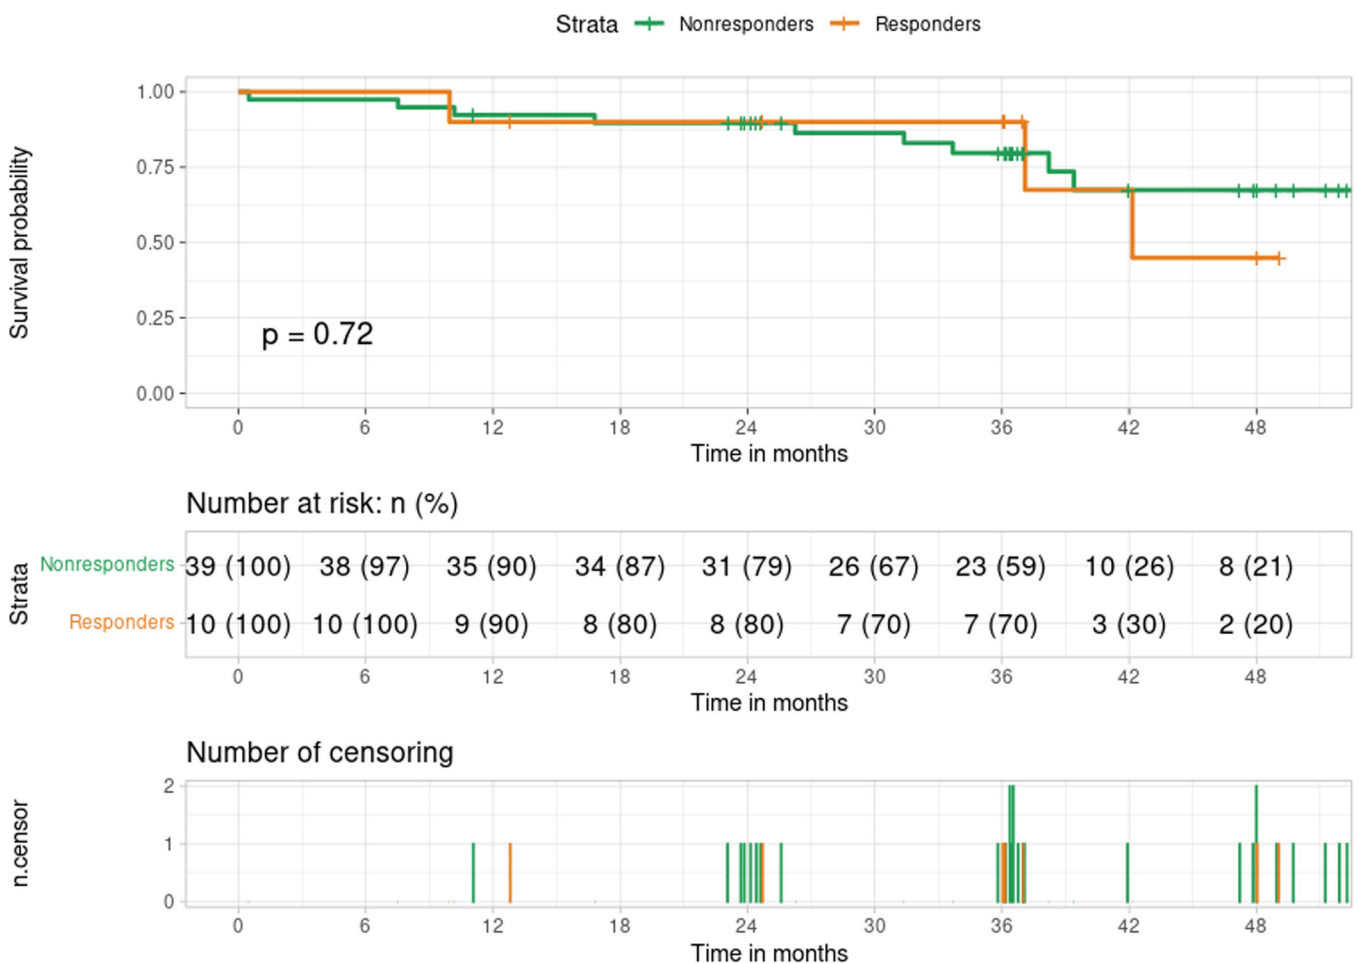 Strata Nonresponders Responders
Survival probability
1.00
0.75
0.50
0.25
0.00
p = 0.72
0 6 12 18 24 30 36 42 48
Time in months
Number at risk: n (%)
Strata
Nonresponders 39 (100) 38 (97) 35 (90) 34 (87) 31 (79) 26 (67) 23 (59) 10 (26) 8 (21)
Responders 10 (100) 10 (100) 9 (90) 8 (80) 8 (80) 7 (70) 7 (70) 3 (30) 2 (20)
0 6 12 18 24 30 36 42 48
Time in months
Number of censoring
n.censor
2
1
0
0 6 12 18 24 30 36 42 48
Time in months